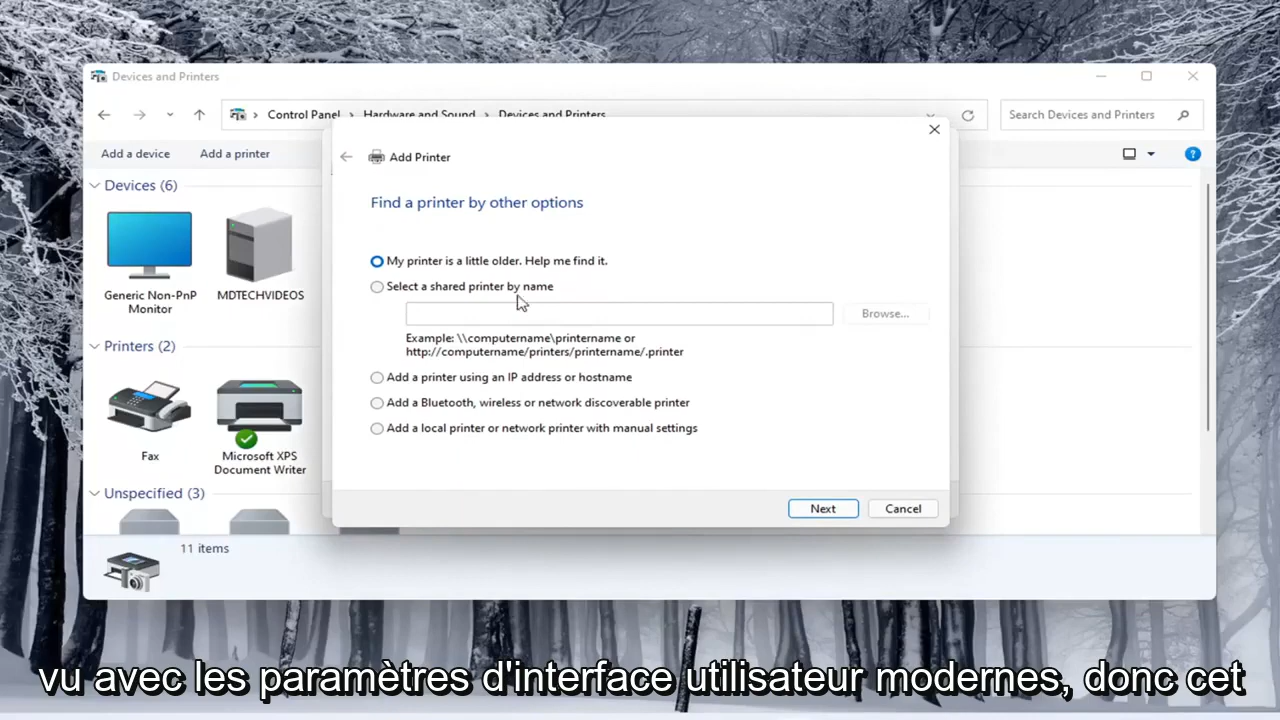 Devices and Printers
Control Panel > Hardware and Sound > Devices and Printers
Search Devices and Printers
Add a device
Add a printer
Devices (6)
Generic Non-PnP
Monitor
MDTECHVIDEOS
Printers (2)
Fax
Microsoft XPS
Document Writer
Unspecified (3)
11 items
Add Printer
Find a printer by other options
My printer is a little older. Help me find it.
Select a shared printer by name
Browse...
Example: \\computername\printername or
http://computername/printers/printername/.printer
Add a printer using an IP address or hostname
Add a Bluetooth, wireless or network discoverable printer
Add a local printer or network printer with manual settings
Next
Cancel
vu avec les paramètres d'interface utilisateur modernes, donc cet